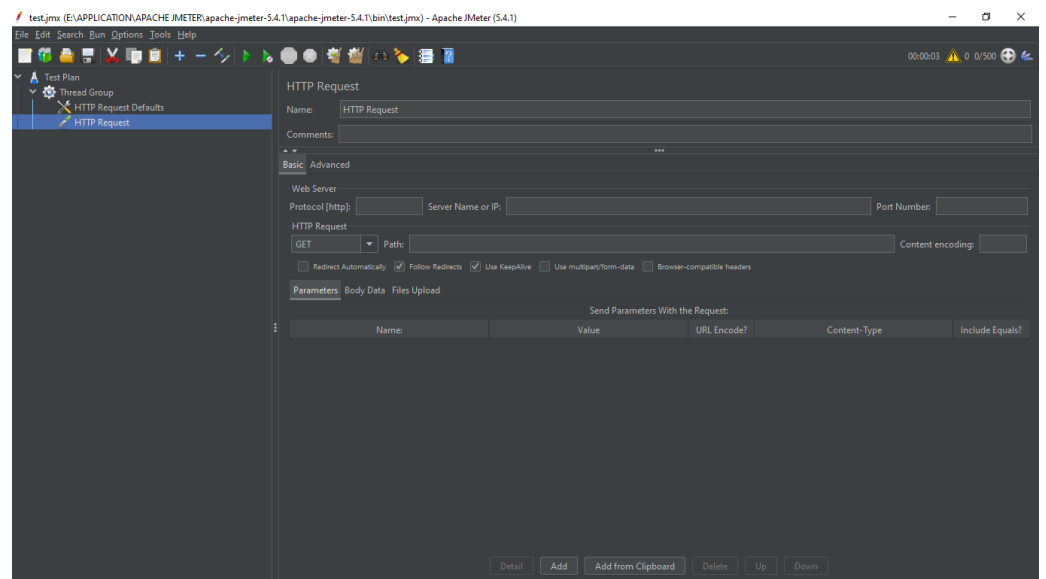 test.jmx (E:\APPLICATION\APACHE JMETER\apache-jmeter-5.4.1\apache-jmeter-5.4.1\bin\test.jmx) - Apache JMeter (5.4.1)
File Edit Search Run Options Tools Help
00:00:03 0 0/500
Test Plan
Thread Group
HTTP Request Defaults
HTTP Request
HTTP Request
Name: HTTP Request
Comments:
Basic Advanced
Web Server
Protocol [http]: Server Name or IP: Port Number:
HTTP Request
GET Path: Content encoding:
Redirect Automatically Follow Redirects Use KeepAlive Use multipart/form-data Browser-compatible headers
Parameters Body Data Files Upload
Send Parameters With the Request:
Name: Value URL Encode? Content-Type Include Equals?
Detail Add Add from Clipboard Delete Up Down